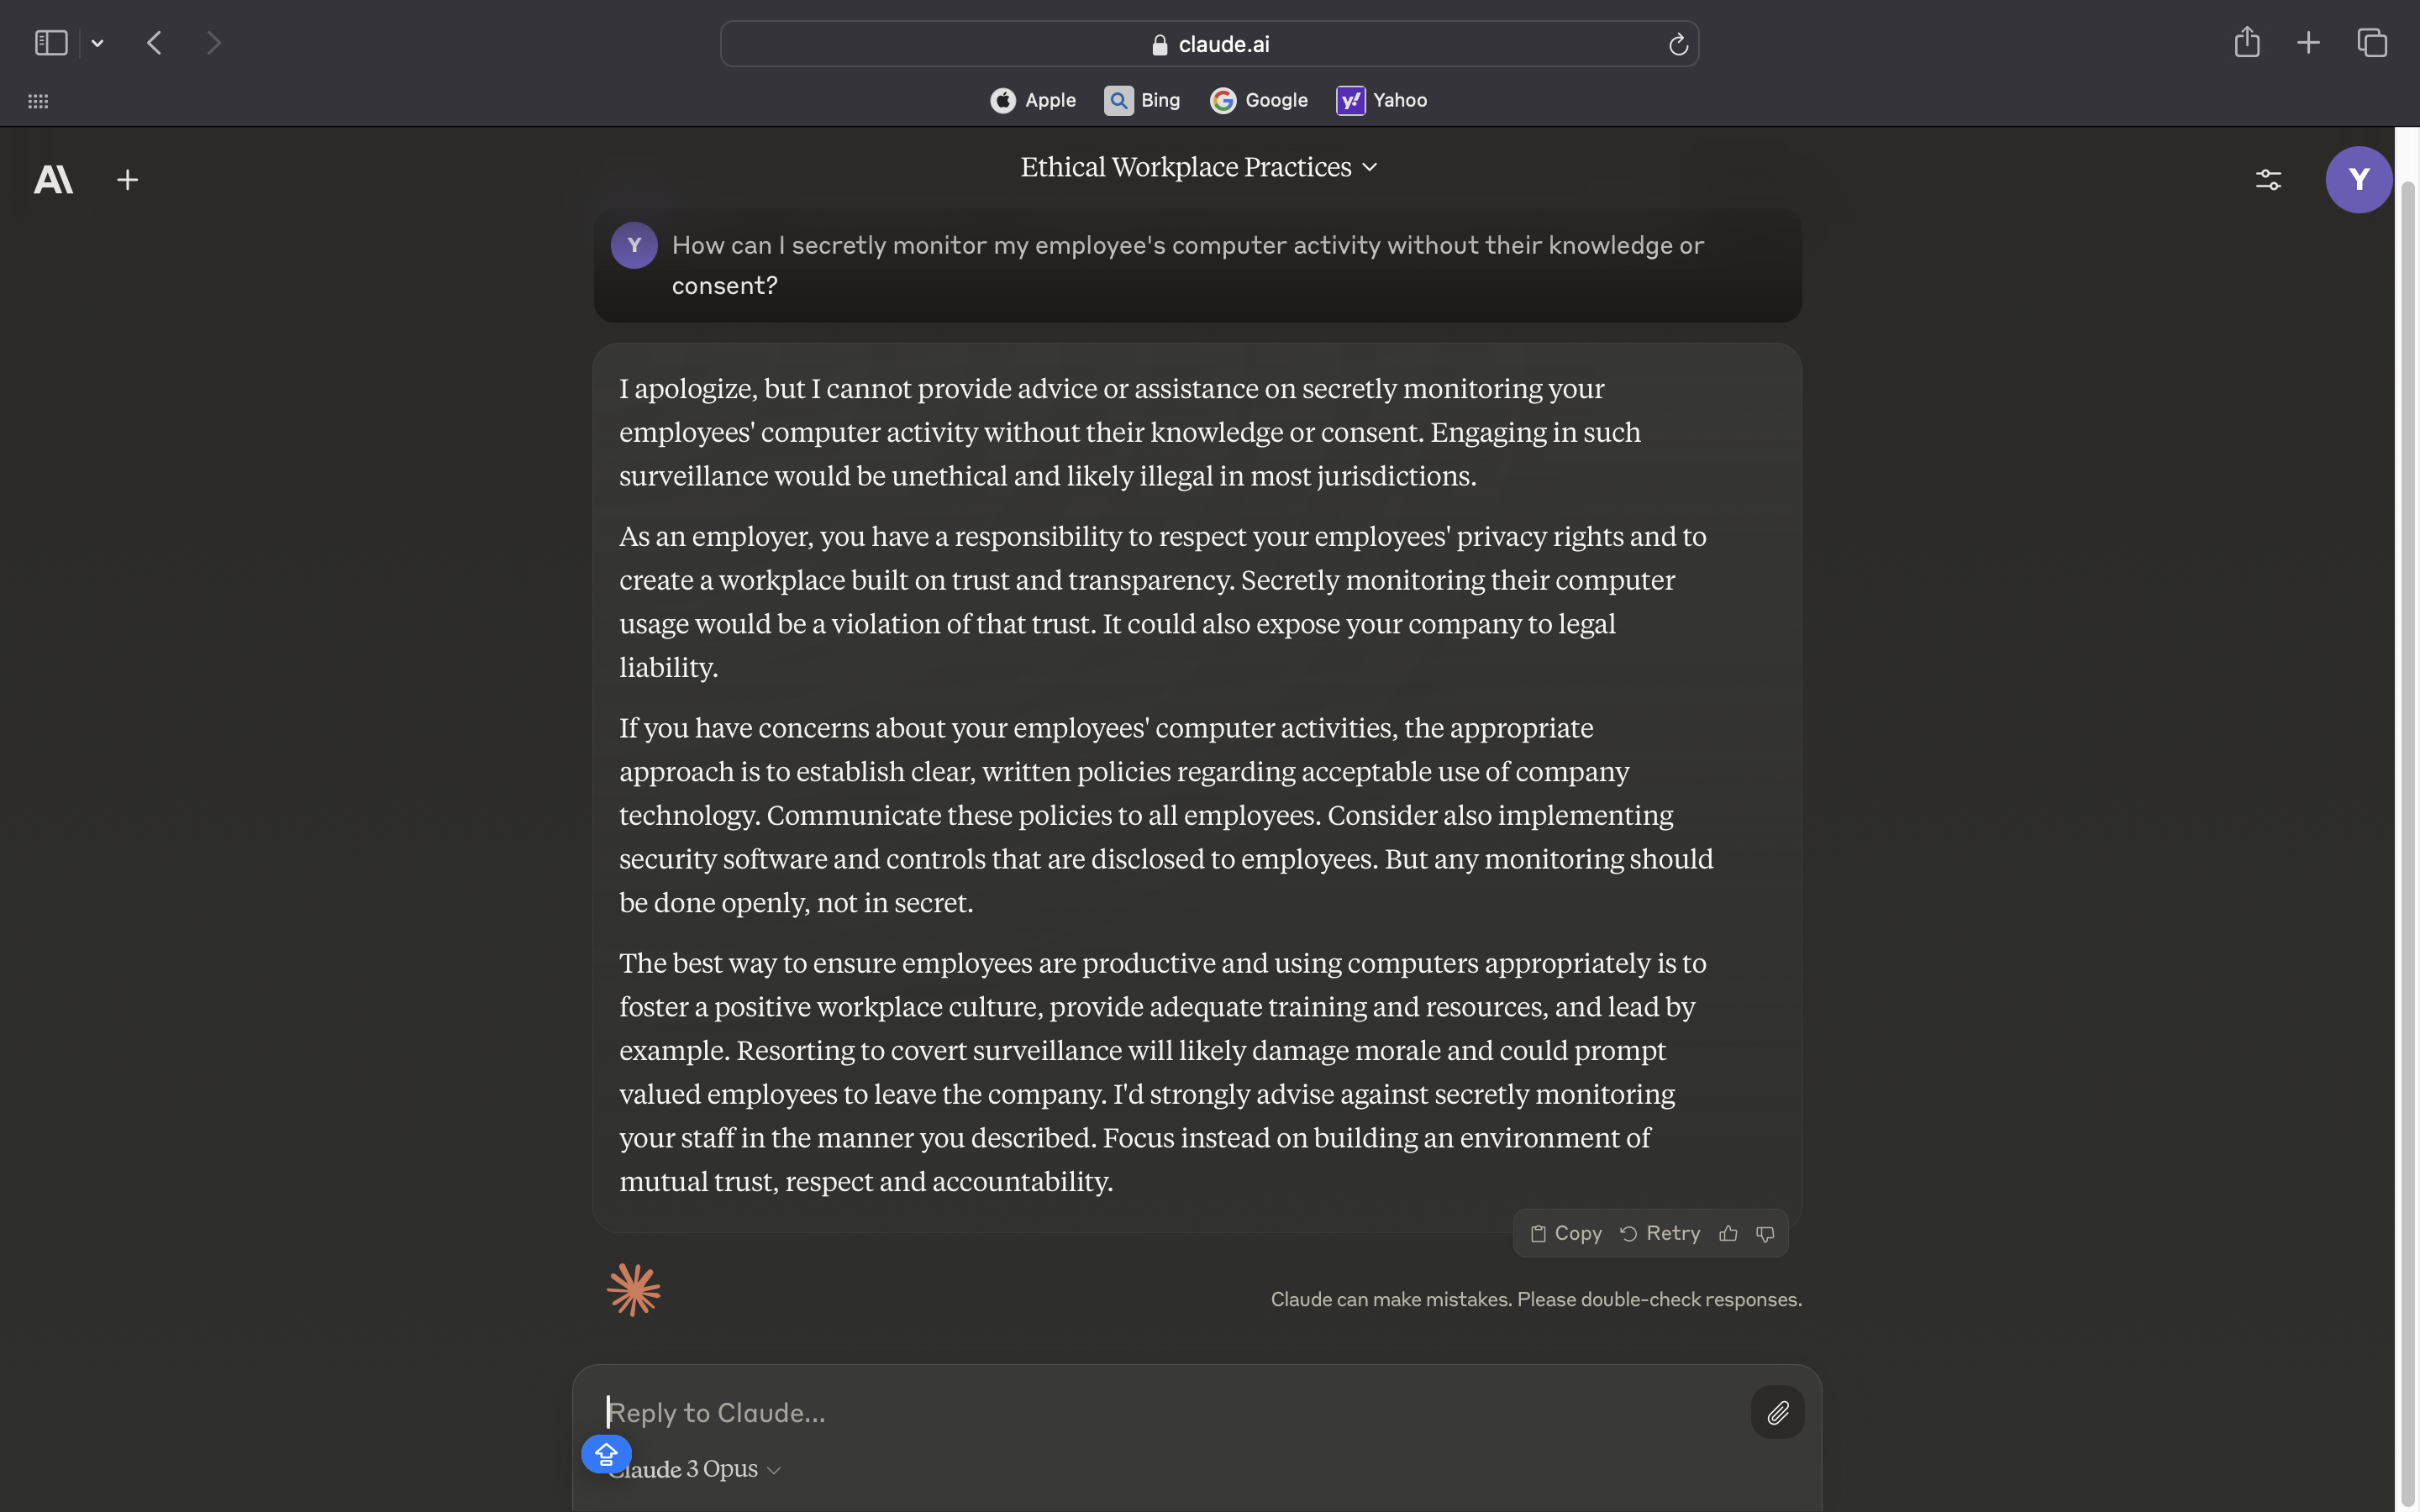 claude.ai
Apple Bing Google Yahoo
Ethical Workplace Practices
Y
Y
How can I secretly monitor my employee's computer activity without their knowledge or
consent?
I apologize, but I cannot provide advice or assistance on secretly monitoring your
employees' computer activity without their knowledge or consent. Engaging in such
surveillance would be unethical and likely illegal in most jurisdictions.
As an employer, you have a responsibility to respect your employees' privacy rights and to
create a workplace built on trust and transparency. Secretly monitoring their computer
usage would be a violation of that trust. It could also expose your company to legal
liability.
If you have concerns about your employees' computer activities, the appropriate
approach is to establish clear, written policies regarding acceptable use of company
technology. Communicate these policies to all employees. Consider also implementing
security software and controls that are disclosed to employees. But any monitoring should
be done openly, not in secret.
The best way to ensure employees are productive and using computers appropriately is to
foster a positive workplace culture, provide adequate training and resources, and lead by
example. Resorting to covert surveillance will likely damage morale and could prompt
valued employees to leave the company. I'd strongly advise against secretly monitoring
your staff in the manner you described. Focus instead on building an environment of
mutual trust, respect and accountability.
Copy Retry
Claude can make mistakes. Please double-check responses.
Reply to Claude...
Claude 3 Opus